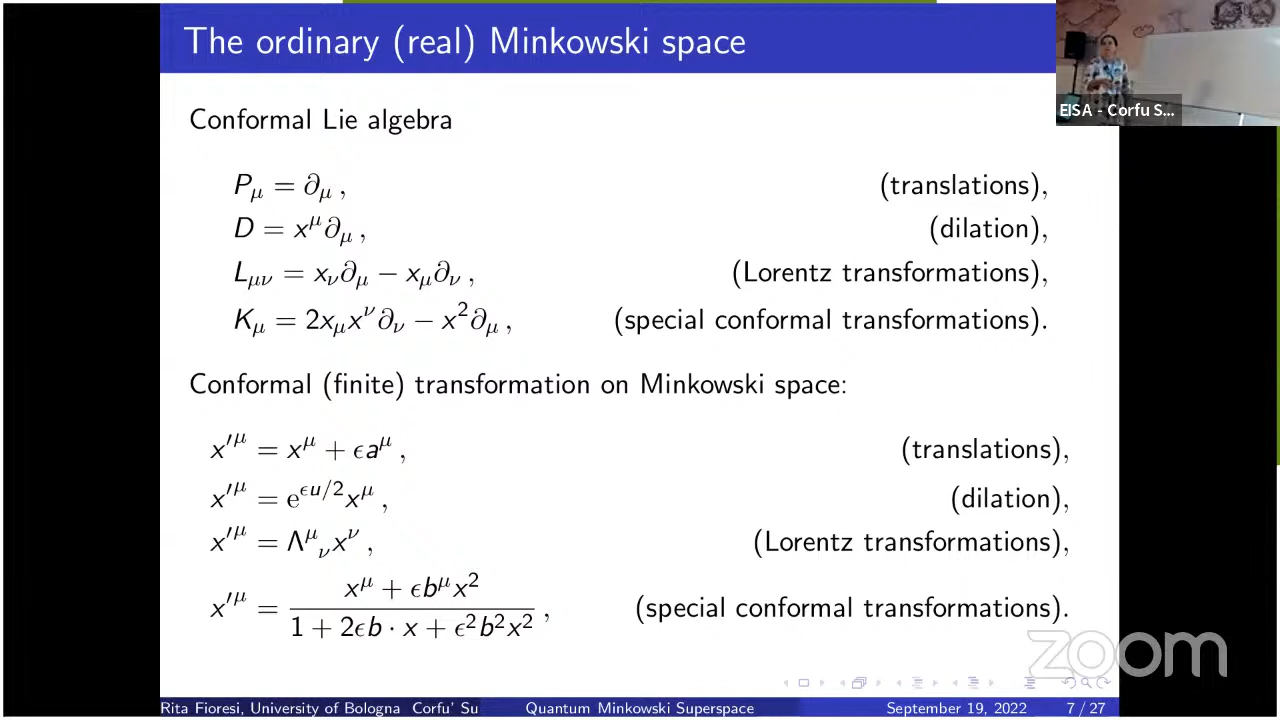 The ordinary (real) Minkowski space
EISA - Corfu S...
Conformal Lie algebra
P_μ = ∂_μ , (translations),
D = x^μ ∂_μ , (dilation),
L_μν = x_ν ∂_μ − x_μ ∂_ν , (Lorentz transformations),
K_μ = 2x_μ x^ν ∂_ν − x² ∂_μ , (special conformal transformations).
Conformal (finite) transformation on Minkowski space:
x′^μ = x^μ + ϵa^μ , (translations),
x′^μ = e^{ϵu/2} x^μ , (dilation),
x′^μ = Λ^μ_ν x^ν , (Lorentz transformations),
x′^μ = (x^μ + ϵb^μ x²) / (1 + 2ϵb · x + ϵ²b²x²) , (special conformal transformations).
zoom
Rita Fioresi, University of Bologna Corfu' Su Quantum Minkowski Superspace September 19, 2022 7 / 27